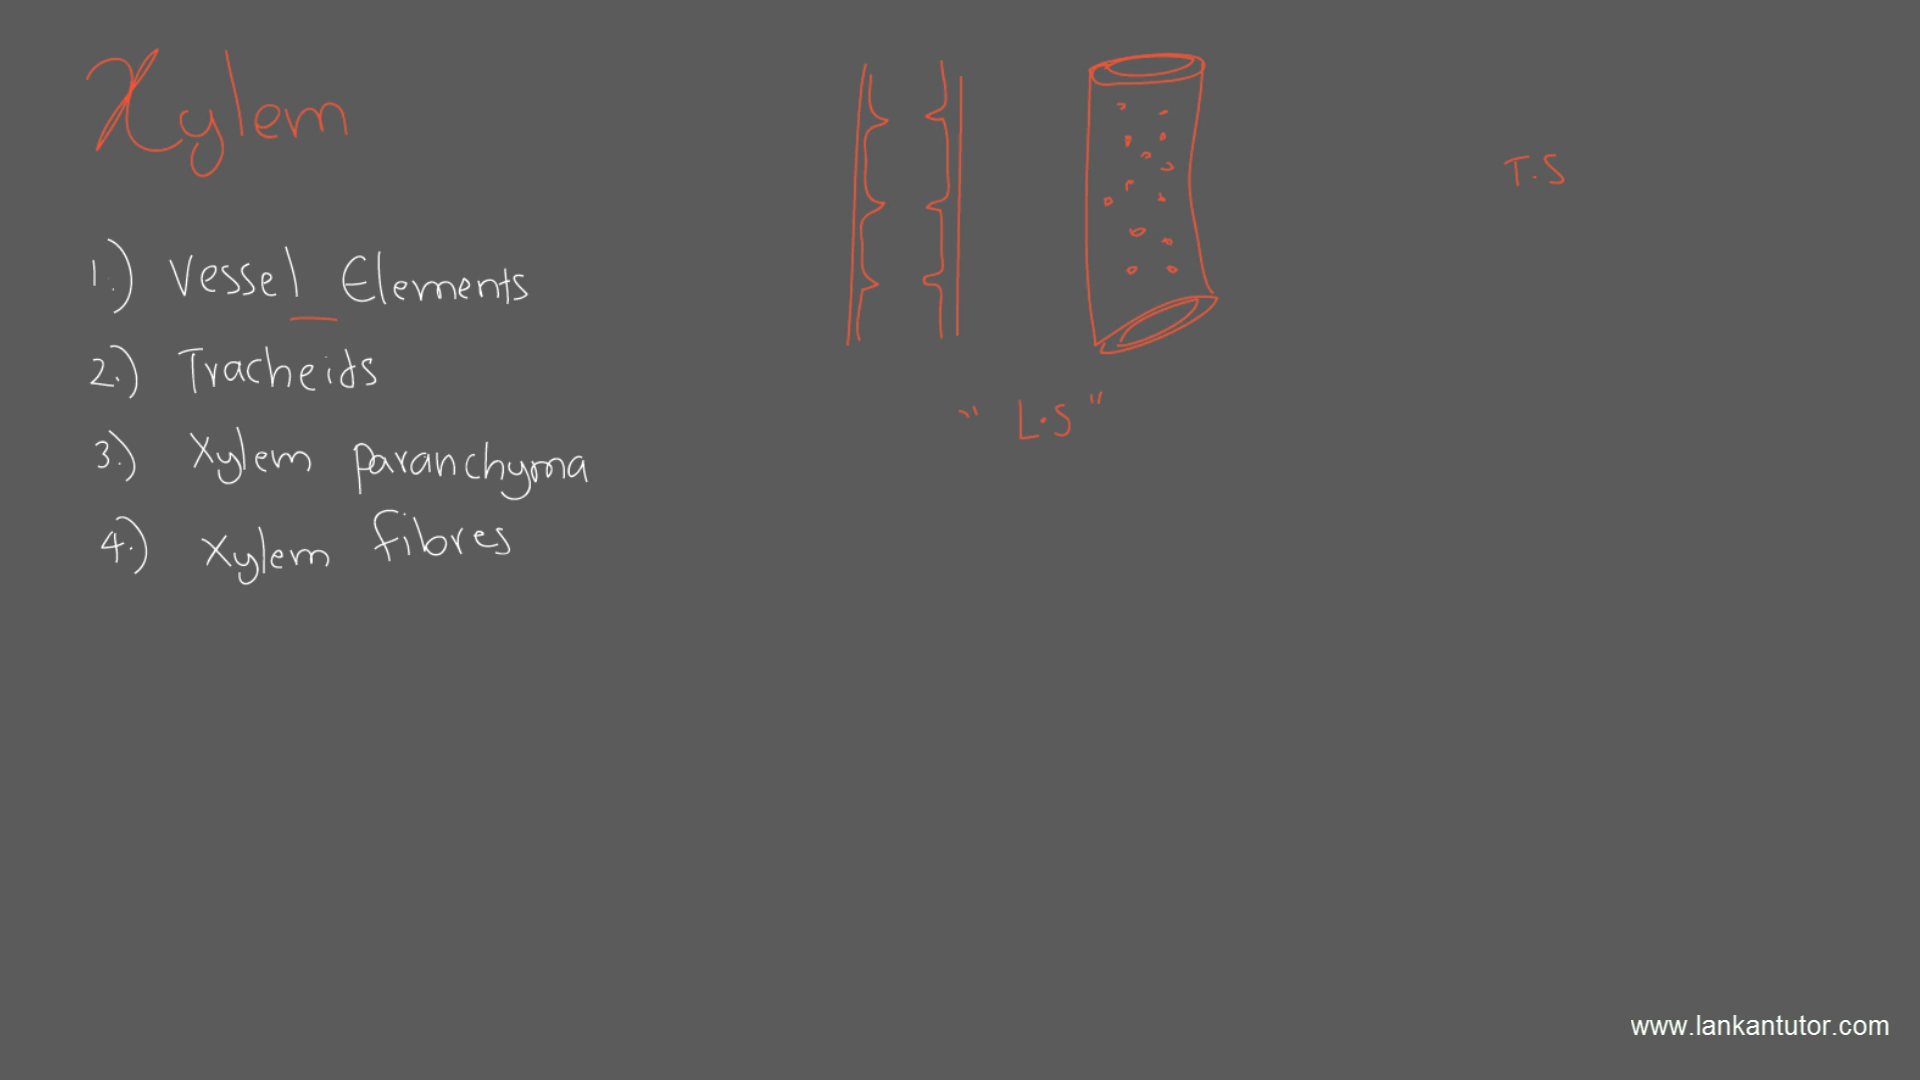 Xylem
1.) Vessel Elements
2.) Tracheids
3.) Xylem paranchyma
4.) Xylem fibres
"L.S"
T.S
www.lankantutor.com